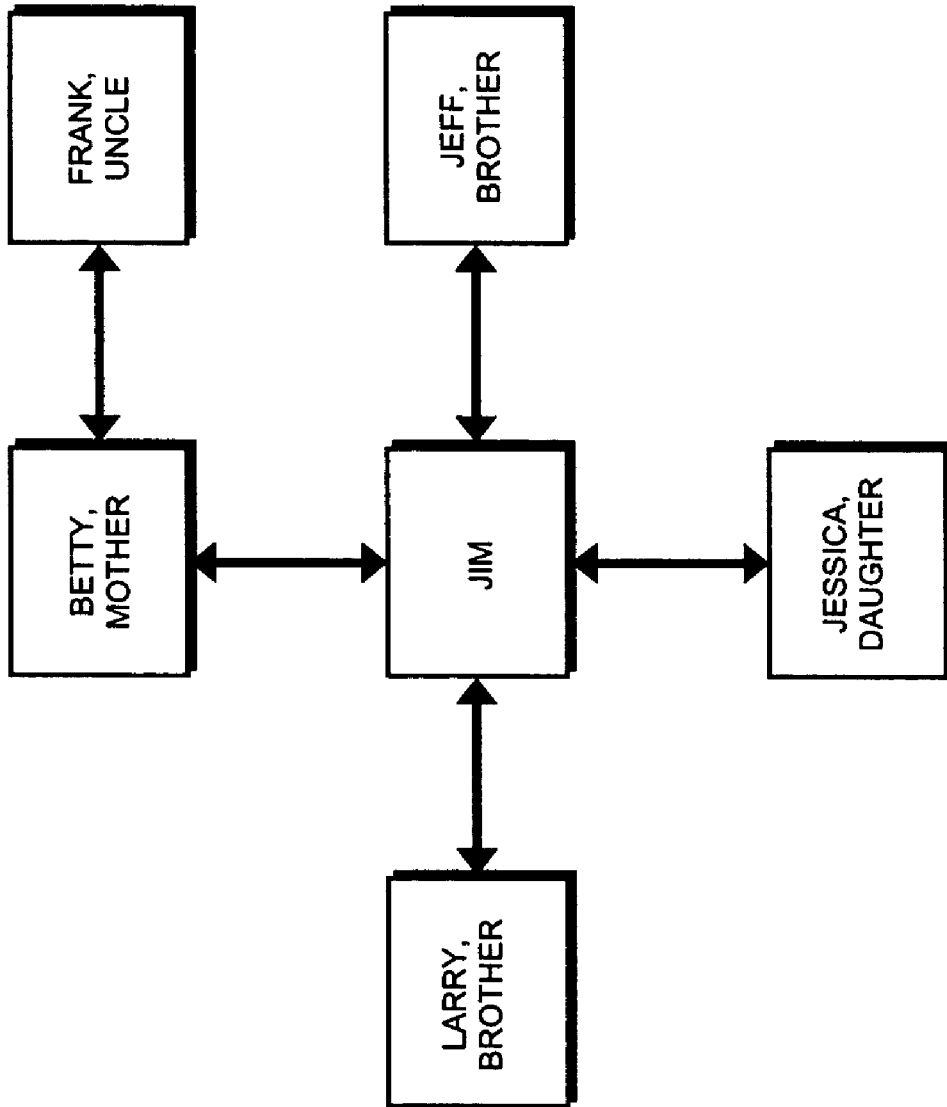 BETTY,
MOTHER
FRANK,
UNCLE
LARRY,
BROTHER
JIM
JEFF,
BROTHER
JESSICA,
DAUGHTER